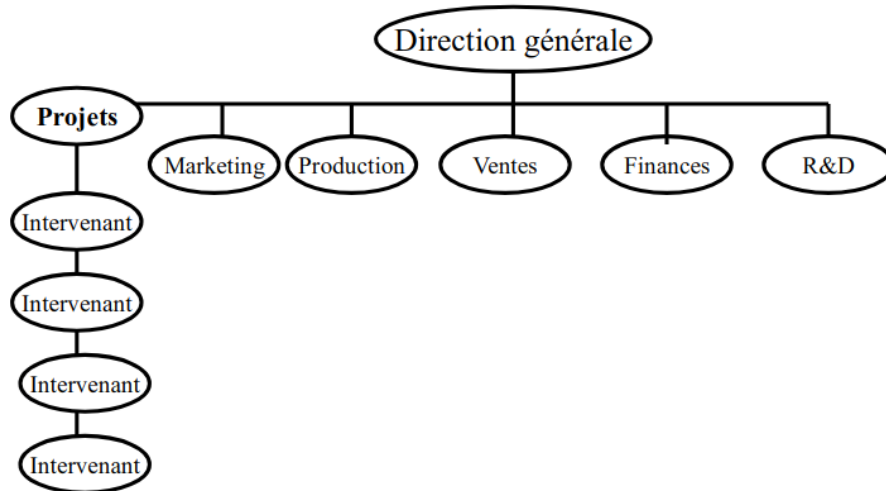 Direction générale
Projets
Marketing
Production
Ventes
Finances
R&D
Intervenant
Intervenant
Intervenant
Intervenant